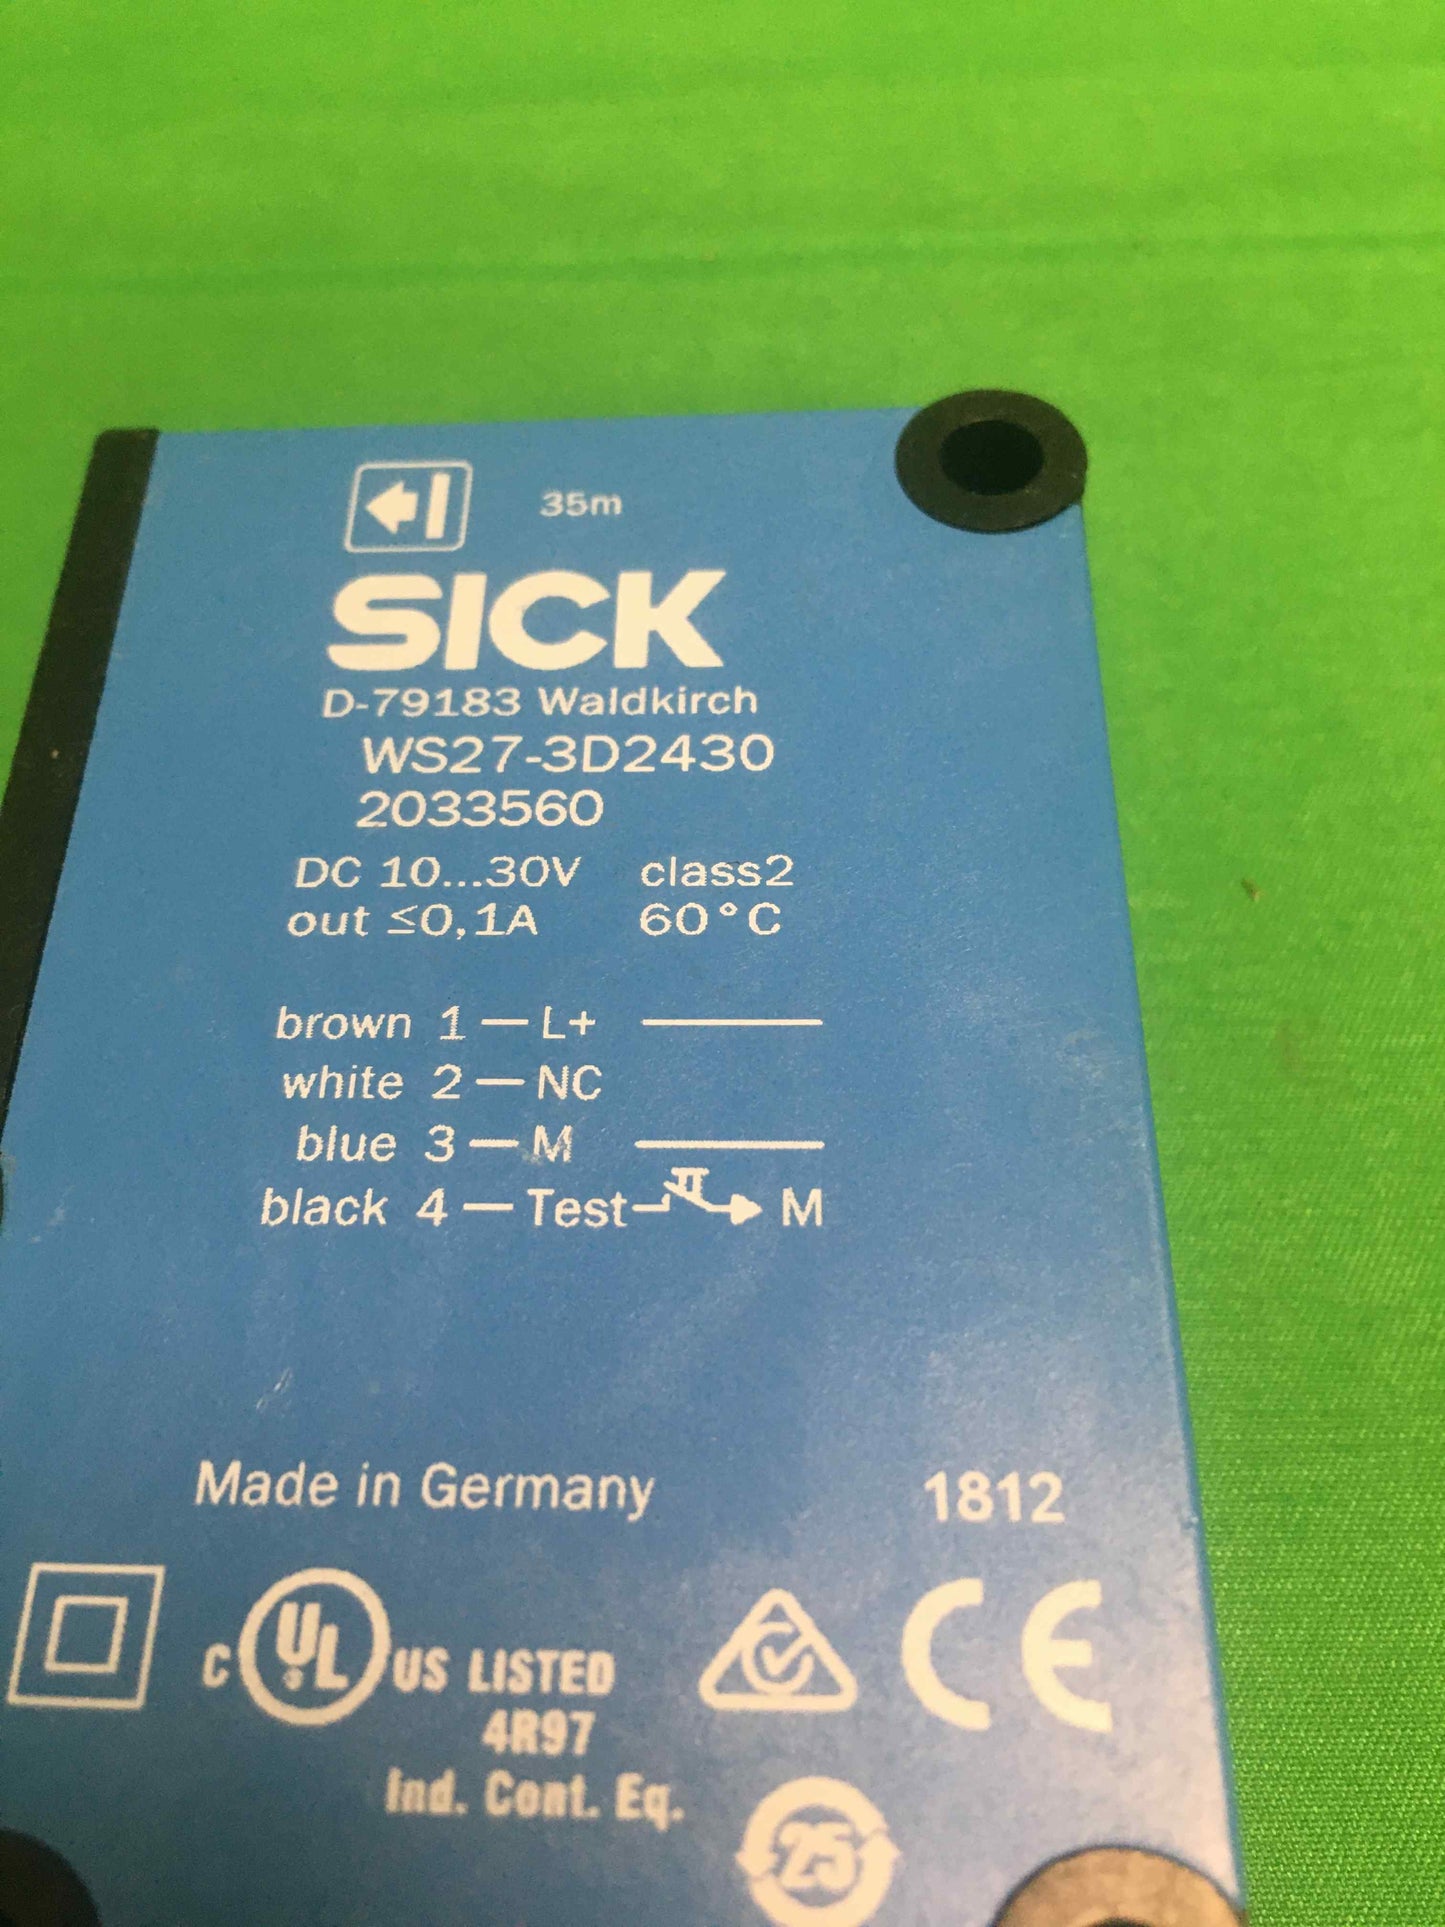 35m
SICK
D-79183 Waldkirch
WS27-3D2430
2033560
DC 10...30V class2
out ≤0,1A 60°C
brown 1 — L+
white 2 — NC
blue 3 — M
black 4 — Test M
Made in Germany 1812
C UL US LISTED CE
4R97
Ind. Cont. Eq.
25